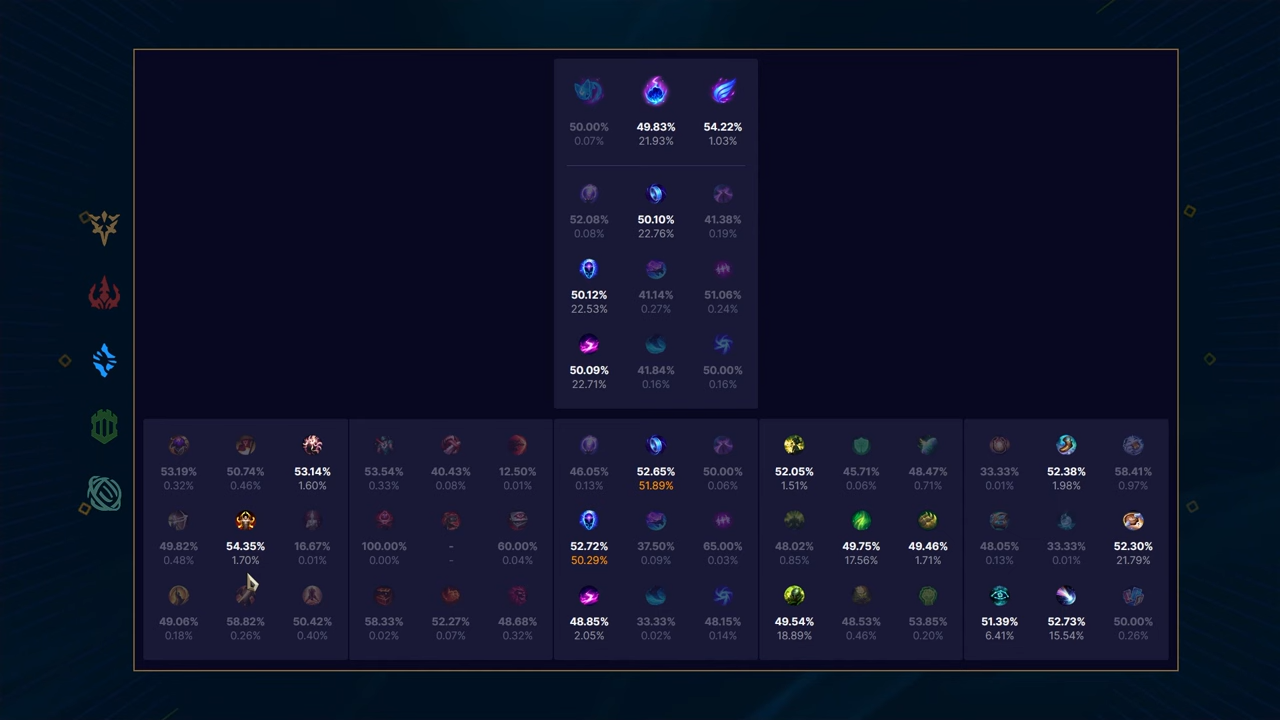 50.00% 49.83% 54.22%
0.07% 21.93% 1.03%
52.08% 50.10% 41.38%
0.08% 22.76% 0.19%
50.12% 41.14% 51.06%
22.53% 0.27% 0.24%
50.09% 41.84% 50.00%
22.71% 0.16% 0.16%
53.19% 50.74% 53.14% 53.54% 40.43% 12.50% 46.05% 52.65% 50.00% 52.05% 45.71% 48.47% 33.33% 52.38% 58.41%
0.32% 0.46% 1.60% 0.33% 0.08% 0.01% 0.13% 51.89% 0.06% 1.51% 0.06% 0.71% 0.01% 1.98% 0.97%
49.82% 54.35% 16.67% 100.00% - 60.00% 52.72% 37.50% 65.00% 48.02% 49.75% 49.46% 48.05% 33.33% 52.30%
0.48% 1.70% 0.01% 0.00% - 0.04% 50.29% 0.09% 0.03% 0.85% 17.56% 1.71% 0.13% 0.01% 21.79%
49.06% 58.82% 50.42% 58.33% 52.27% 48.68% 48.85% 33.33% 48.15% 49.54% 48.53% 53.85% 51.39% 52.73% 50.00%
0.18% 0.26% 0.40% 0.02% 0.07% 0.32% 2.05% 0.02% 0.14% 18.89% 0.46% 0.20% 6.41% 15.54% 0.26%